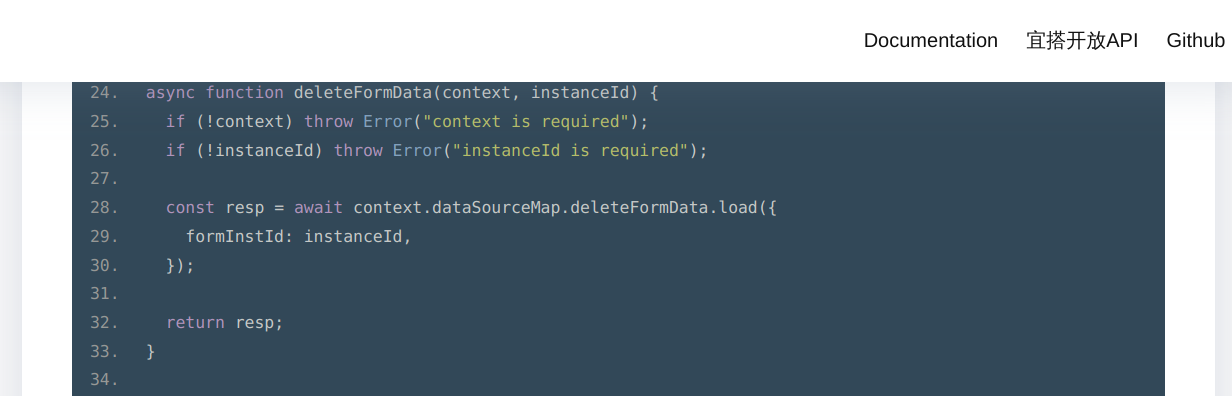 Documentation 宜搭开放API Github
24. async function deleteFormData(context, instanceId) {
25. if (!context) throw Error("context is required");
26. if (!instanceId) throw Error("instanceId is required");
27.
28. const resp = await context.dataSourceMap.deleteFormData.load({
29. formInstId: instanceId,
30. });
31.
32. return resp;
33. }
34.